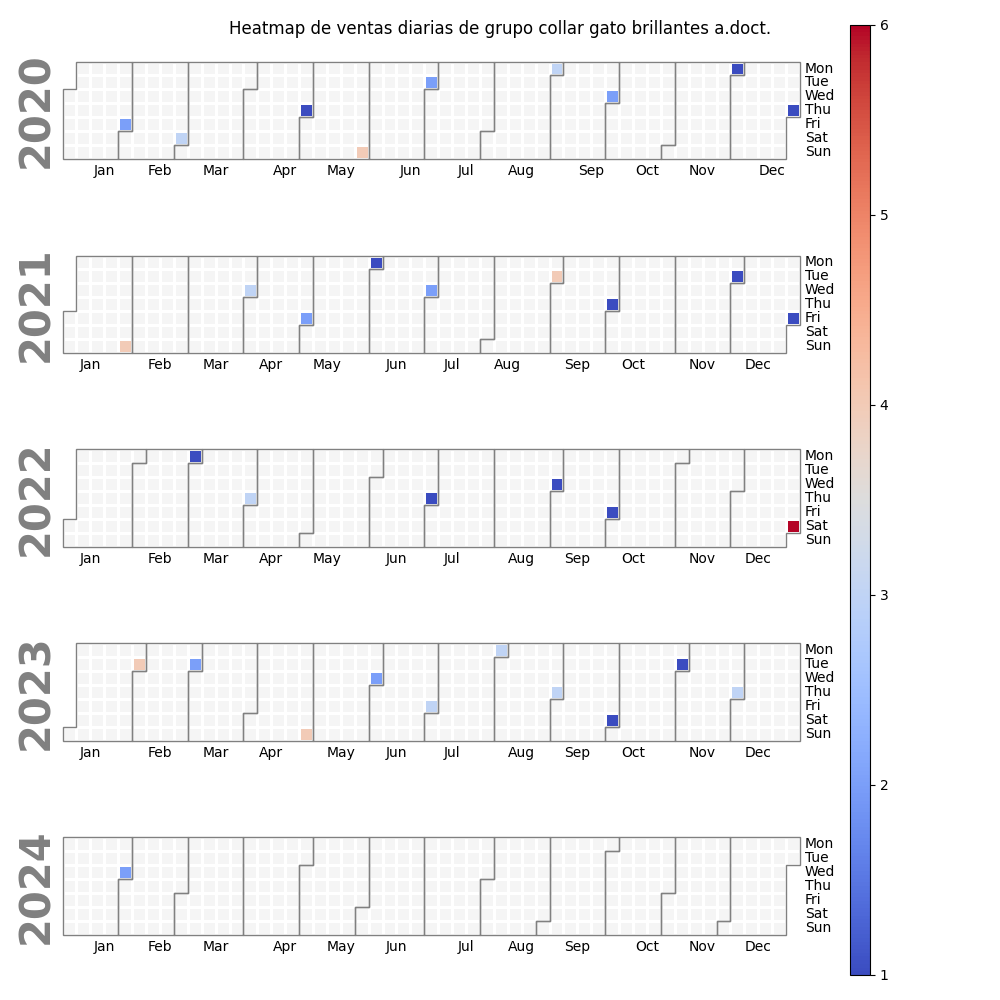 Heatmap de ventas diarias de grupo collar gato brillantes a.doct.
6
5
4
3
2
1
2020
Mon
Tue
Wed
Thu
Fri
Sat
Sun
Jan Feb Mar Apr May Jun Jul Aug Sep Oct Nov Dec
2021
Mon
Tue
Wed
Thu
Fri
Sat
Sun
Jan Feb Mar Apr May Jun Jul Aug Sep Oct Nov Dec
2022
Mon
Tue
Wed
Thu
Fri
Sat
Sun
Jan Feb Mar Apr May Jun Jul Aug Sep Oct Nov Dec
2023
Mon
Tue
Wed
Thu
Fri
Sat
Sun
Jan Feb Mar Apr May Jun Jul Aug Sep Oct Nov Dec
2024
Mon
Tue
Wed
Thu
Fri
Sat
Sun
Jan Feb Mar Apr May Jun Jul Aug Sep Oct Nov Dec